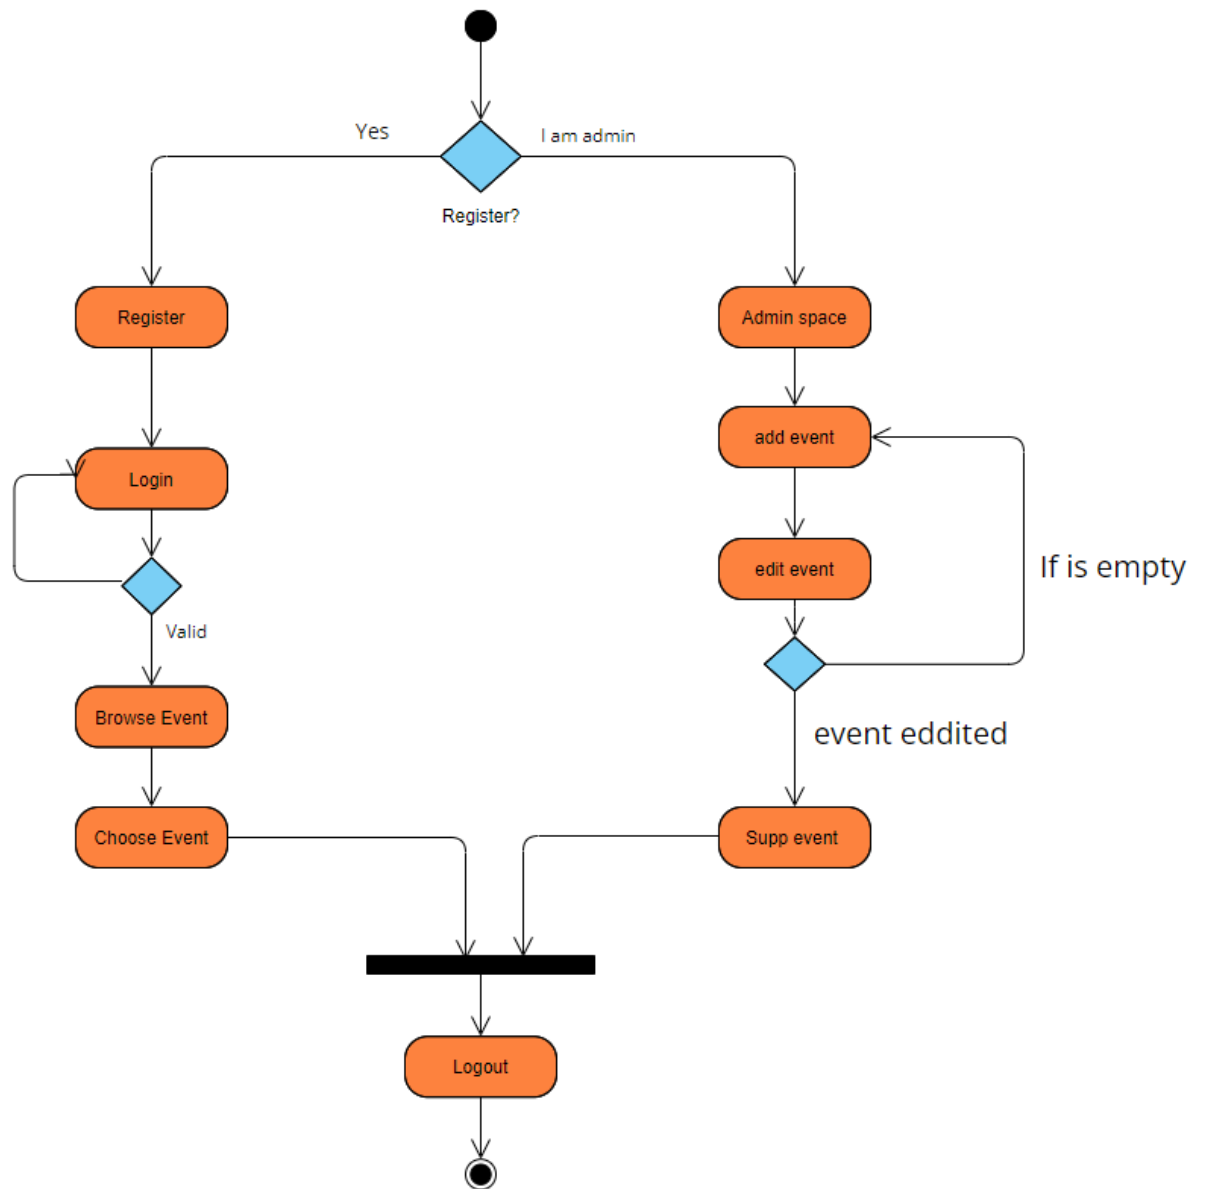 Yes
I am admin
Register?
Register
Admin space
add event
Login
edit event
If is empty
Valid
Browse Event
event eddited
Choose Event
Supp event
Logout